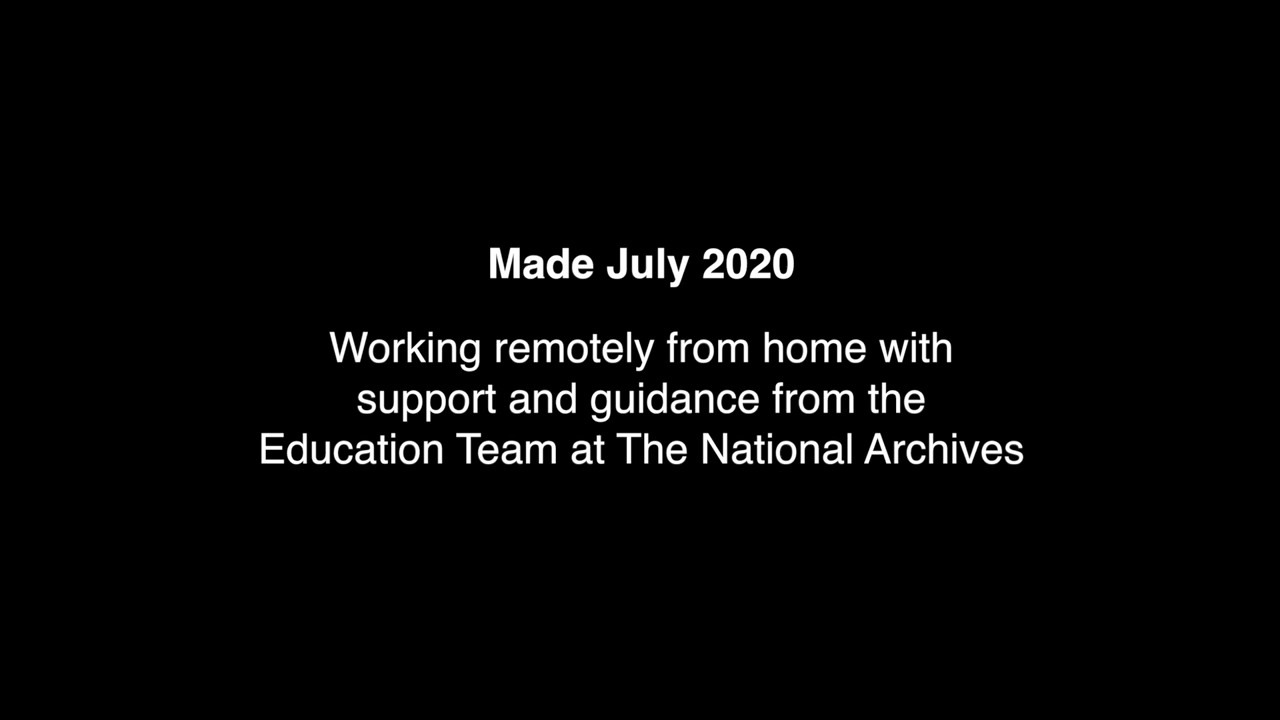 Made July 2020
Working remotely from home with
support and guidance from the
Education Team at The National Archives